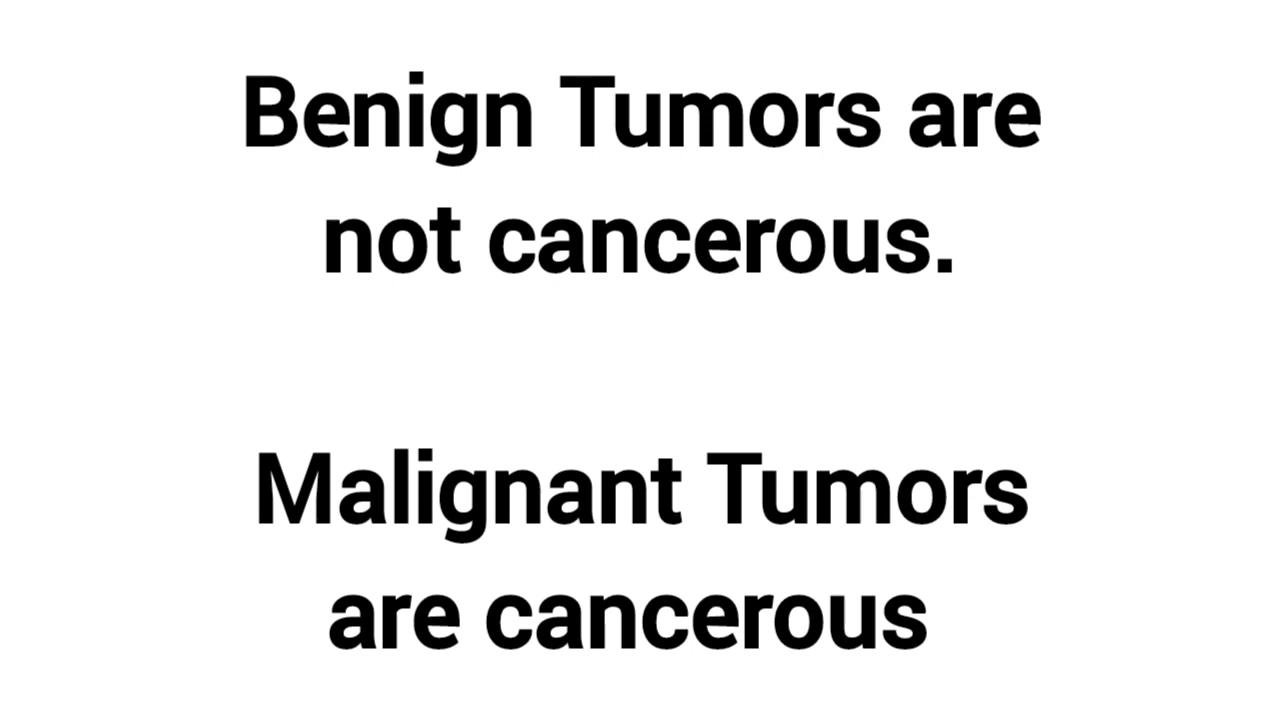 Benign Tumors are
not cancerous.
Malignant Tumors
are cancerous